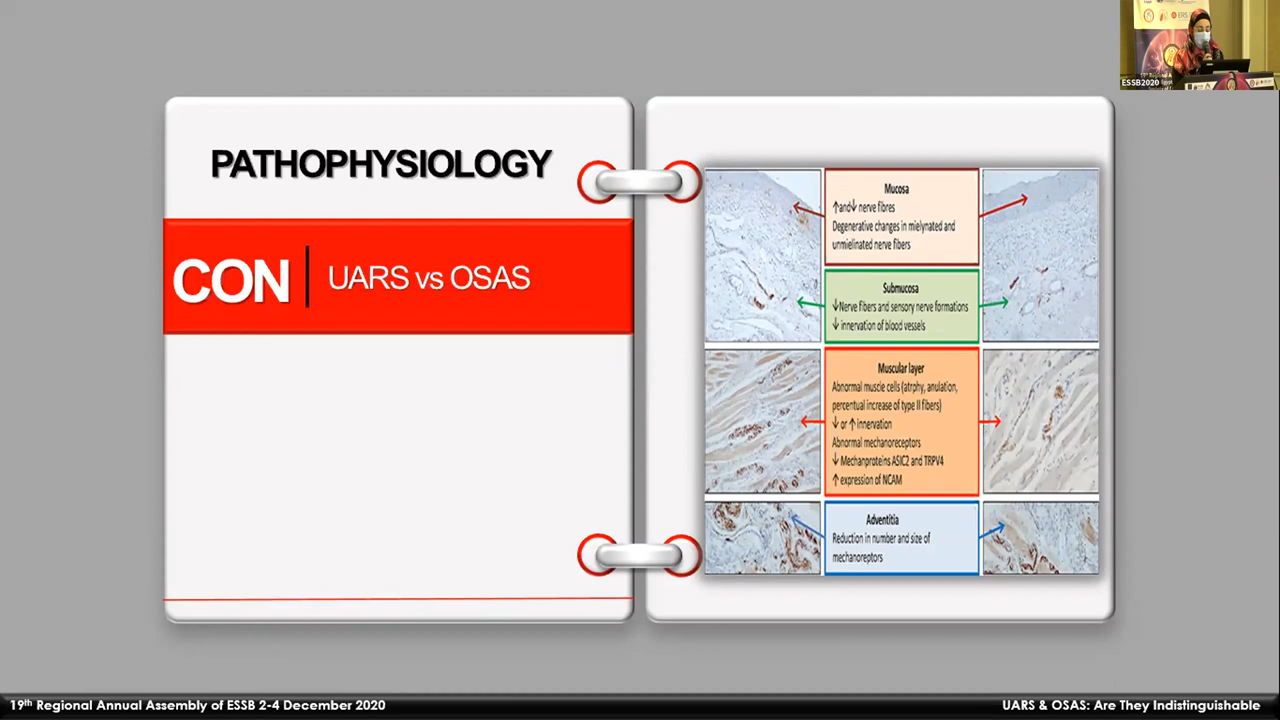 ERS
19th Regional A
ESSB2020
PATHOPHYSIOLOGY
CON
UARS vs OSAS
Mucosa
↑and↓ nerve fibres
Degenerative changes in mielynated and
unmielinated nerve fibers
Submucosa
↓Nerve fibers and sensory nerve formations
↓ innervation of blood vessels
Muscular layer
Abnormal muscle cells (atrphy, anulation,
percentual increase of type II fibers)
↓ or ↑ innervation
Abnormal mechanoreceptors
↓ Mechanproteins ASIC2 and TRPV4
↑ expression of NCAM
Adventitia
Reduction in number and size of
mechanoreptors
19th Regional Annual Assembly of ESSB 2-4 December 2020
UARS & OSAS: Are They Indistinguishable